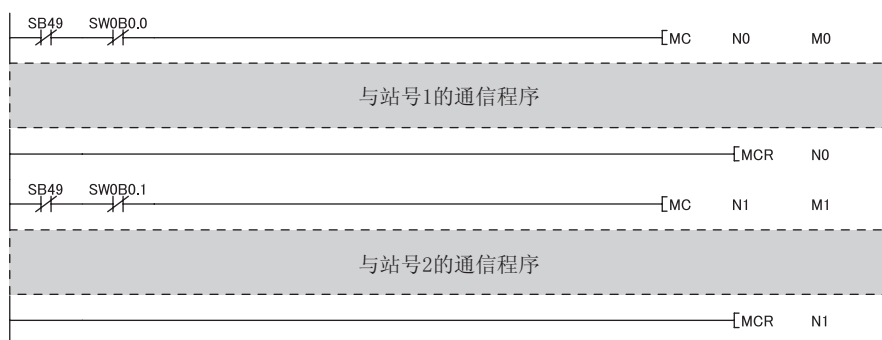 SB49 SW0B0.0
MC N0 M0
与站号1的通信程序
MCR N0
SB49 SW0B0.1
MC N1 M1
与站号2的通信程序
MCR N1